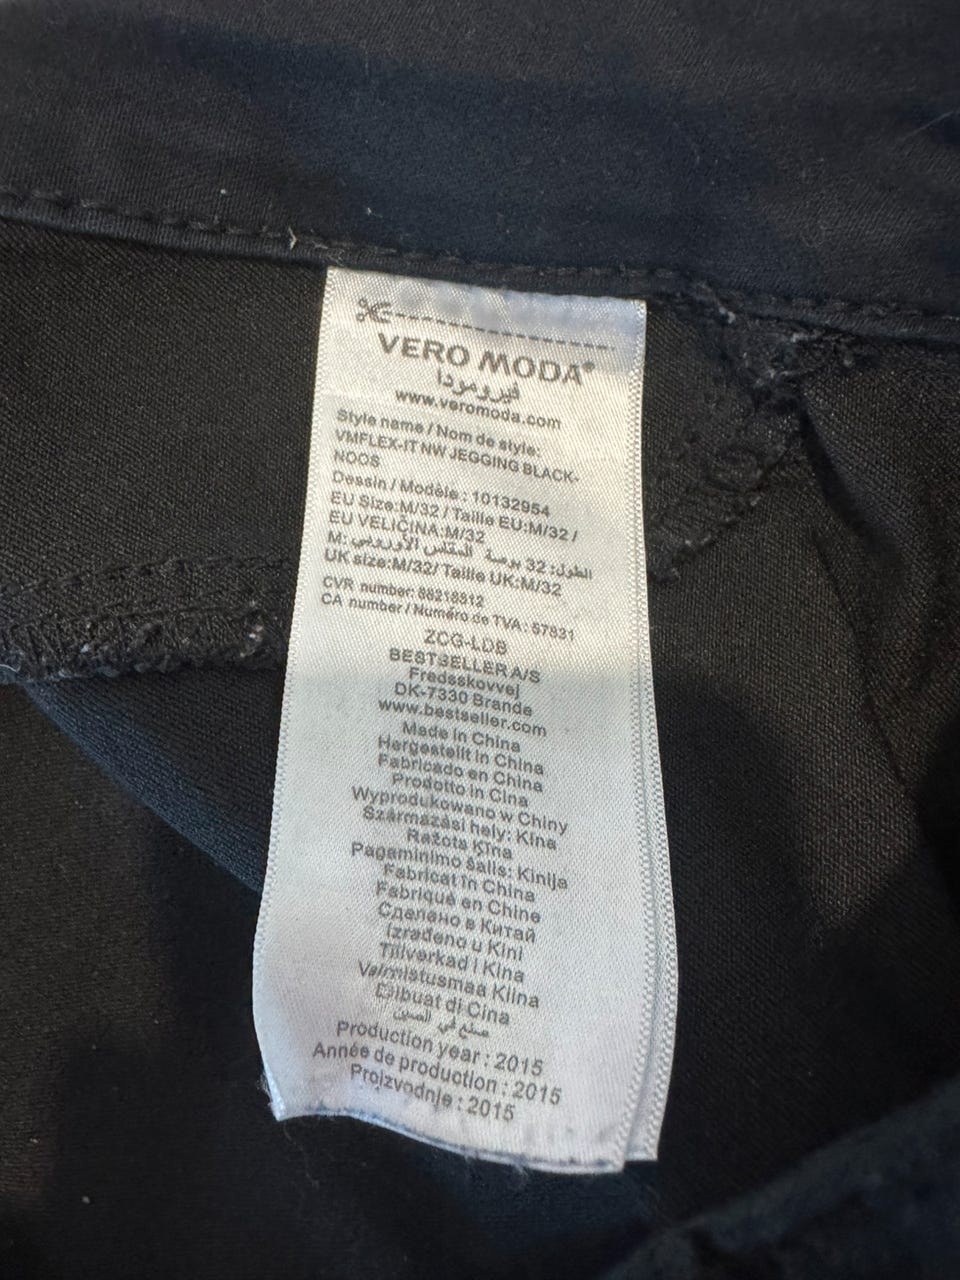 VERO MODA®
فيرومودا
www.veromoda.com
Style name / Nom de style:
VMFLEX-IT NW JEGGING BLACK-
NOOS
Dessin / Modèle : 10132954
EU Size:M/32 / Taille EU:M/32 /
EU VELIČINA:M/32
الطول: 32 بوصة المقاس الأوروبي: M
UK size:M/32/ Taille UK:M/32
CVR number: 88218812
CA number / Numéro de TVA : 57831
ZCG-LDB
BESTSELLER A/S
Fredsskovvej
DK-7330 Brande
www.bestseller.com
Made in China
Hergestellt in China
Fabricado en China
Prodotto in Cina
Wyprodukowano w Chiny
Származási hely: Kína
Ražots Ķīna
Pagaminimo šalis: Kinija
Fabricat în China
Fabriqué en Chine
Сделано в Китай
Izrađeno u Kini
Tillverkad i Kina
Valmistusmaa Kiina
Dibuat di Cina
صنع في الصين
Production year : 2015
Année de production : 2015
Proizvodnje : 2015